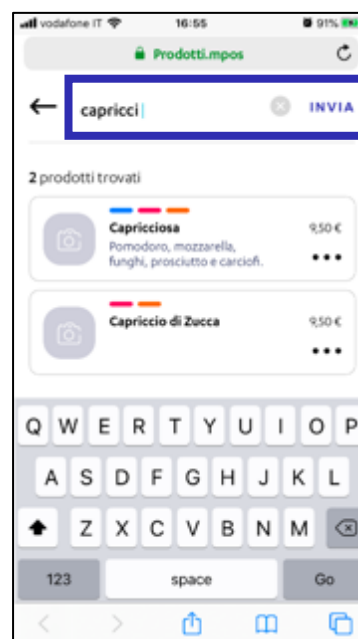 vodafone IT 16:55 91%
Prodotti.mpos
capricci INVIA
2 prodotti trovati
Capricciosa 9,50 €
Pomodoro, mozzarella,
funghi, prosciutto e carciofi.
Capriccio di Zucca 9,50 €
Q W E R T Y U I O P
A S D F G H J K L
Z X C V B N M
123 space Go